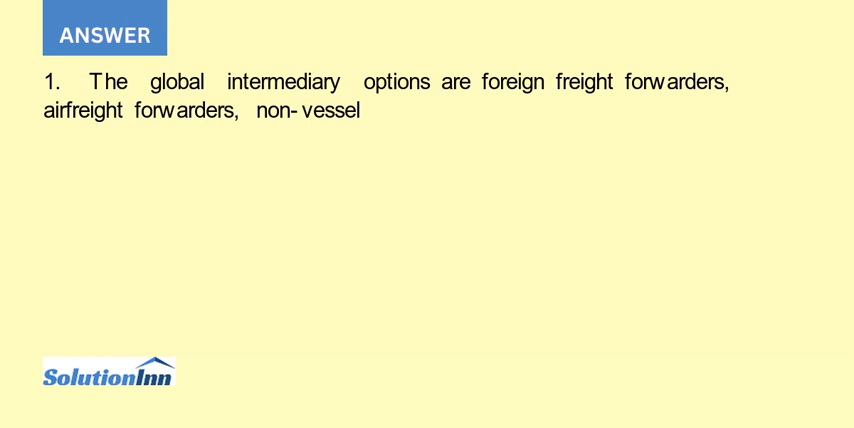 ANSWER
1. The global intermediary options are foreign freight forwarders,
airfreight forwarders, non- vessel
SolutionInn